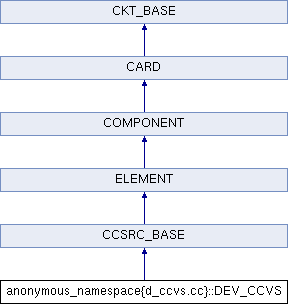 CKT_BASE
CARD
COMPONENT
ELEMENT
CCSRC_BASE
anonymous_namespace{d_ccvs.cc}::DEV_CCVS